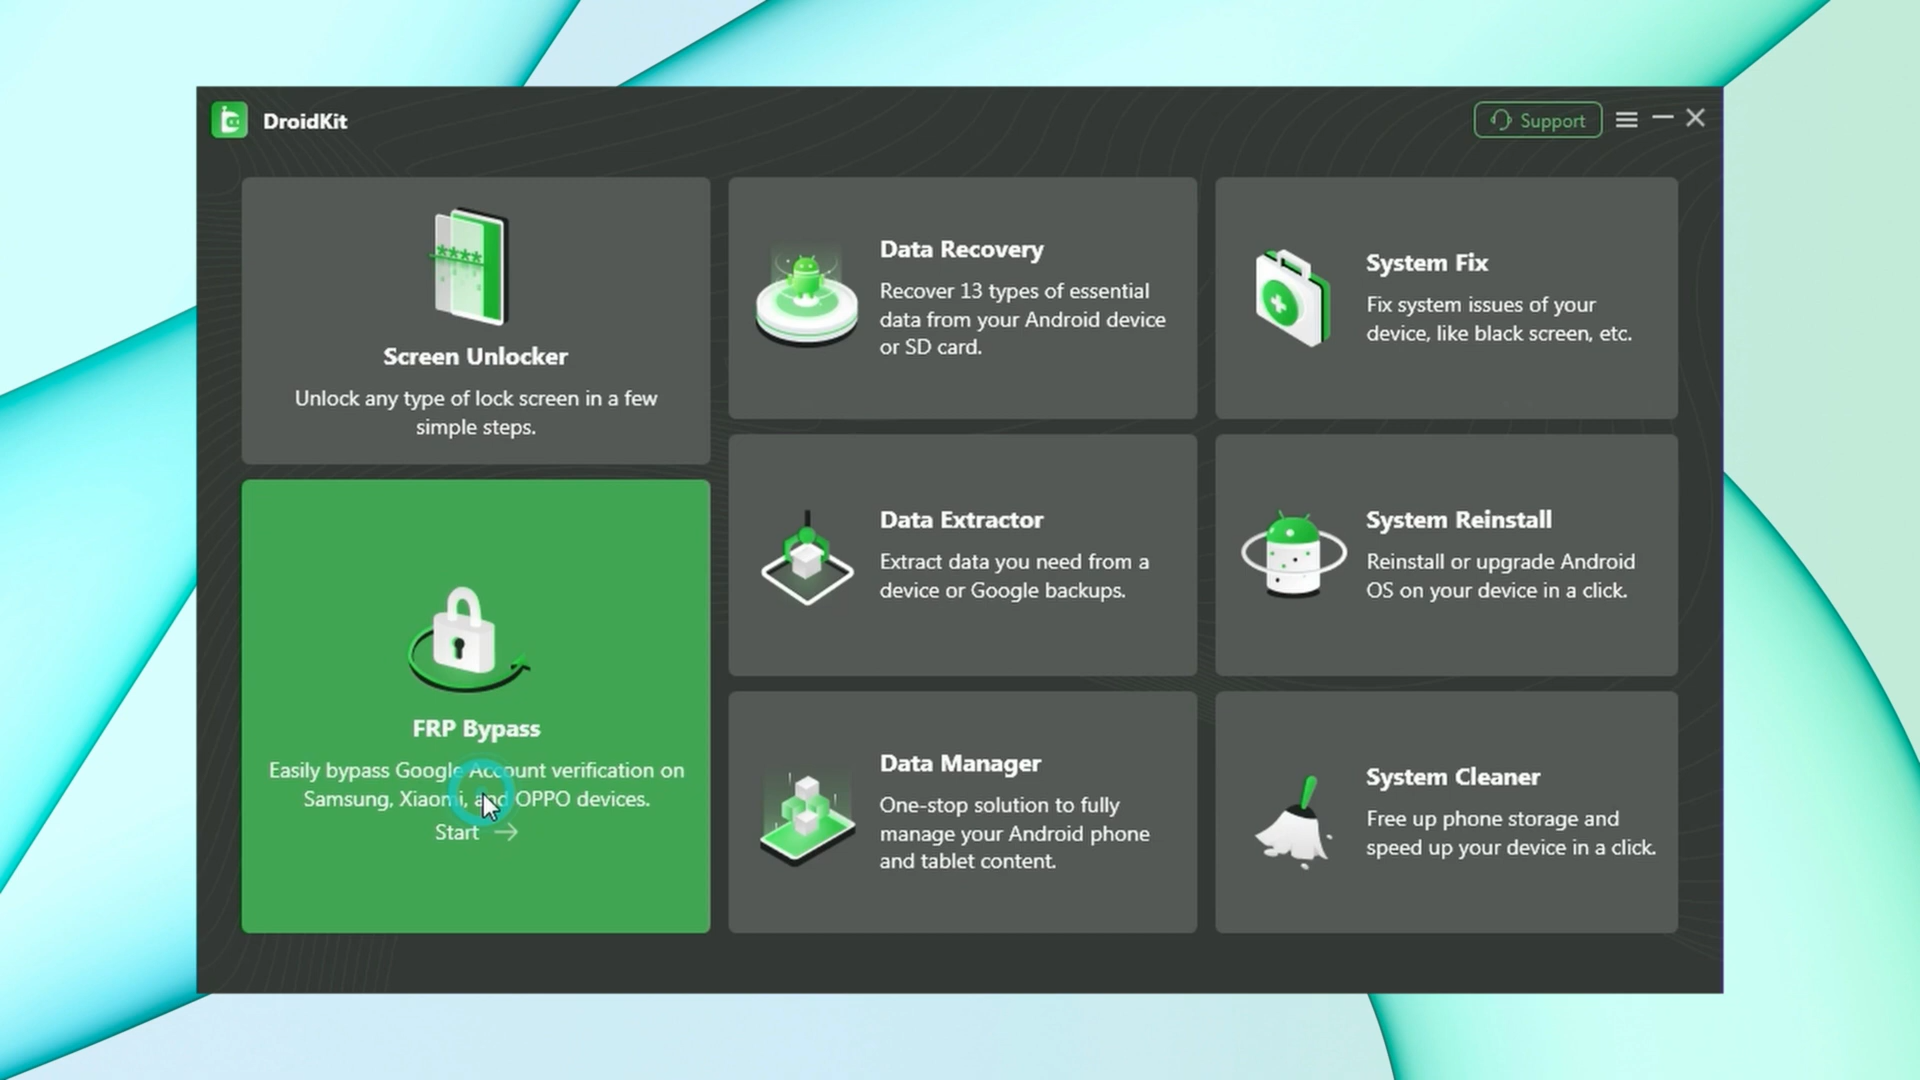 DroidKit
Support
Screen Unlocker
Unlock any type of lock screen in a few
simple steps.
FRP Bypass
Easily bypass Google Account verification on
Samsung, Xiaomi, and OPPO devices.
Start
Data Recovery
Recover 13 types of essential
data from your Android device
or SD card.
Data Extractor
Extract data you need from a
device or Google backups.
Data Manager
One-stop solution to fully
manage your Android phone
and tablet content.
System Fix
Fix system issues of your
device, like black screen, etc.
System Reinstall
Reinstall or upgrade Android
OS on your device in a click.
System Cleaner
Free up phone storage and
speed up your device in a click.